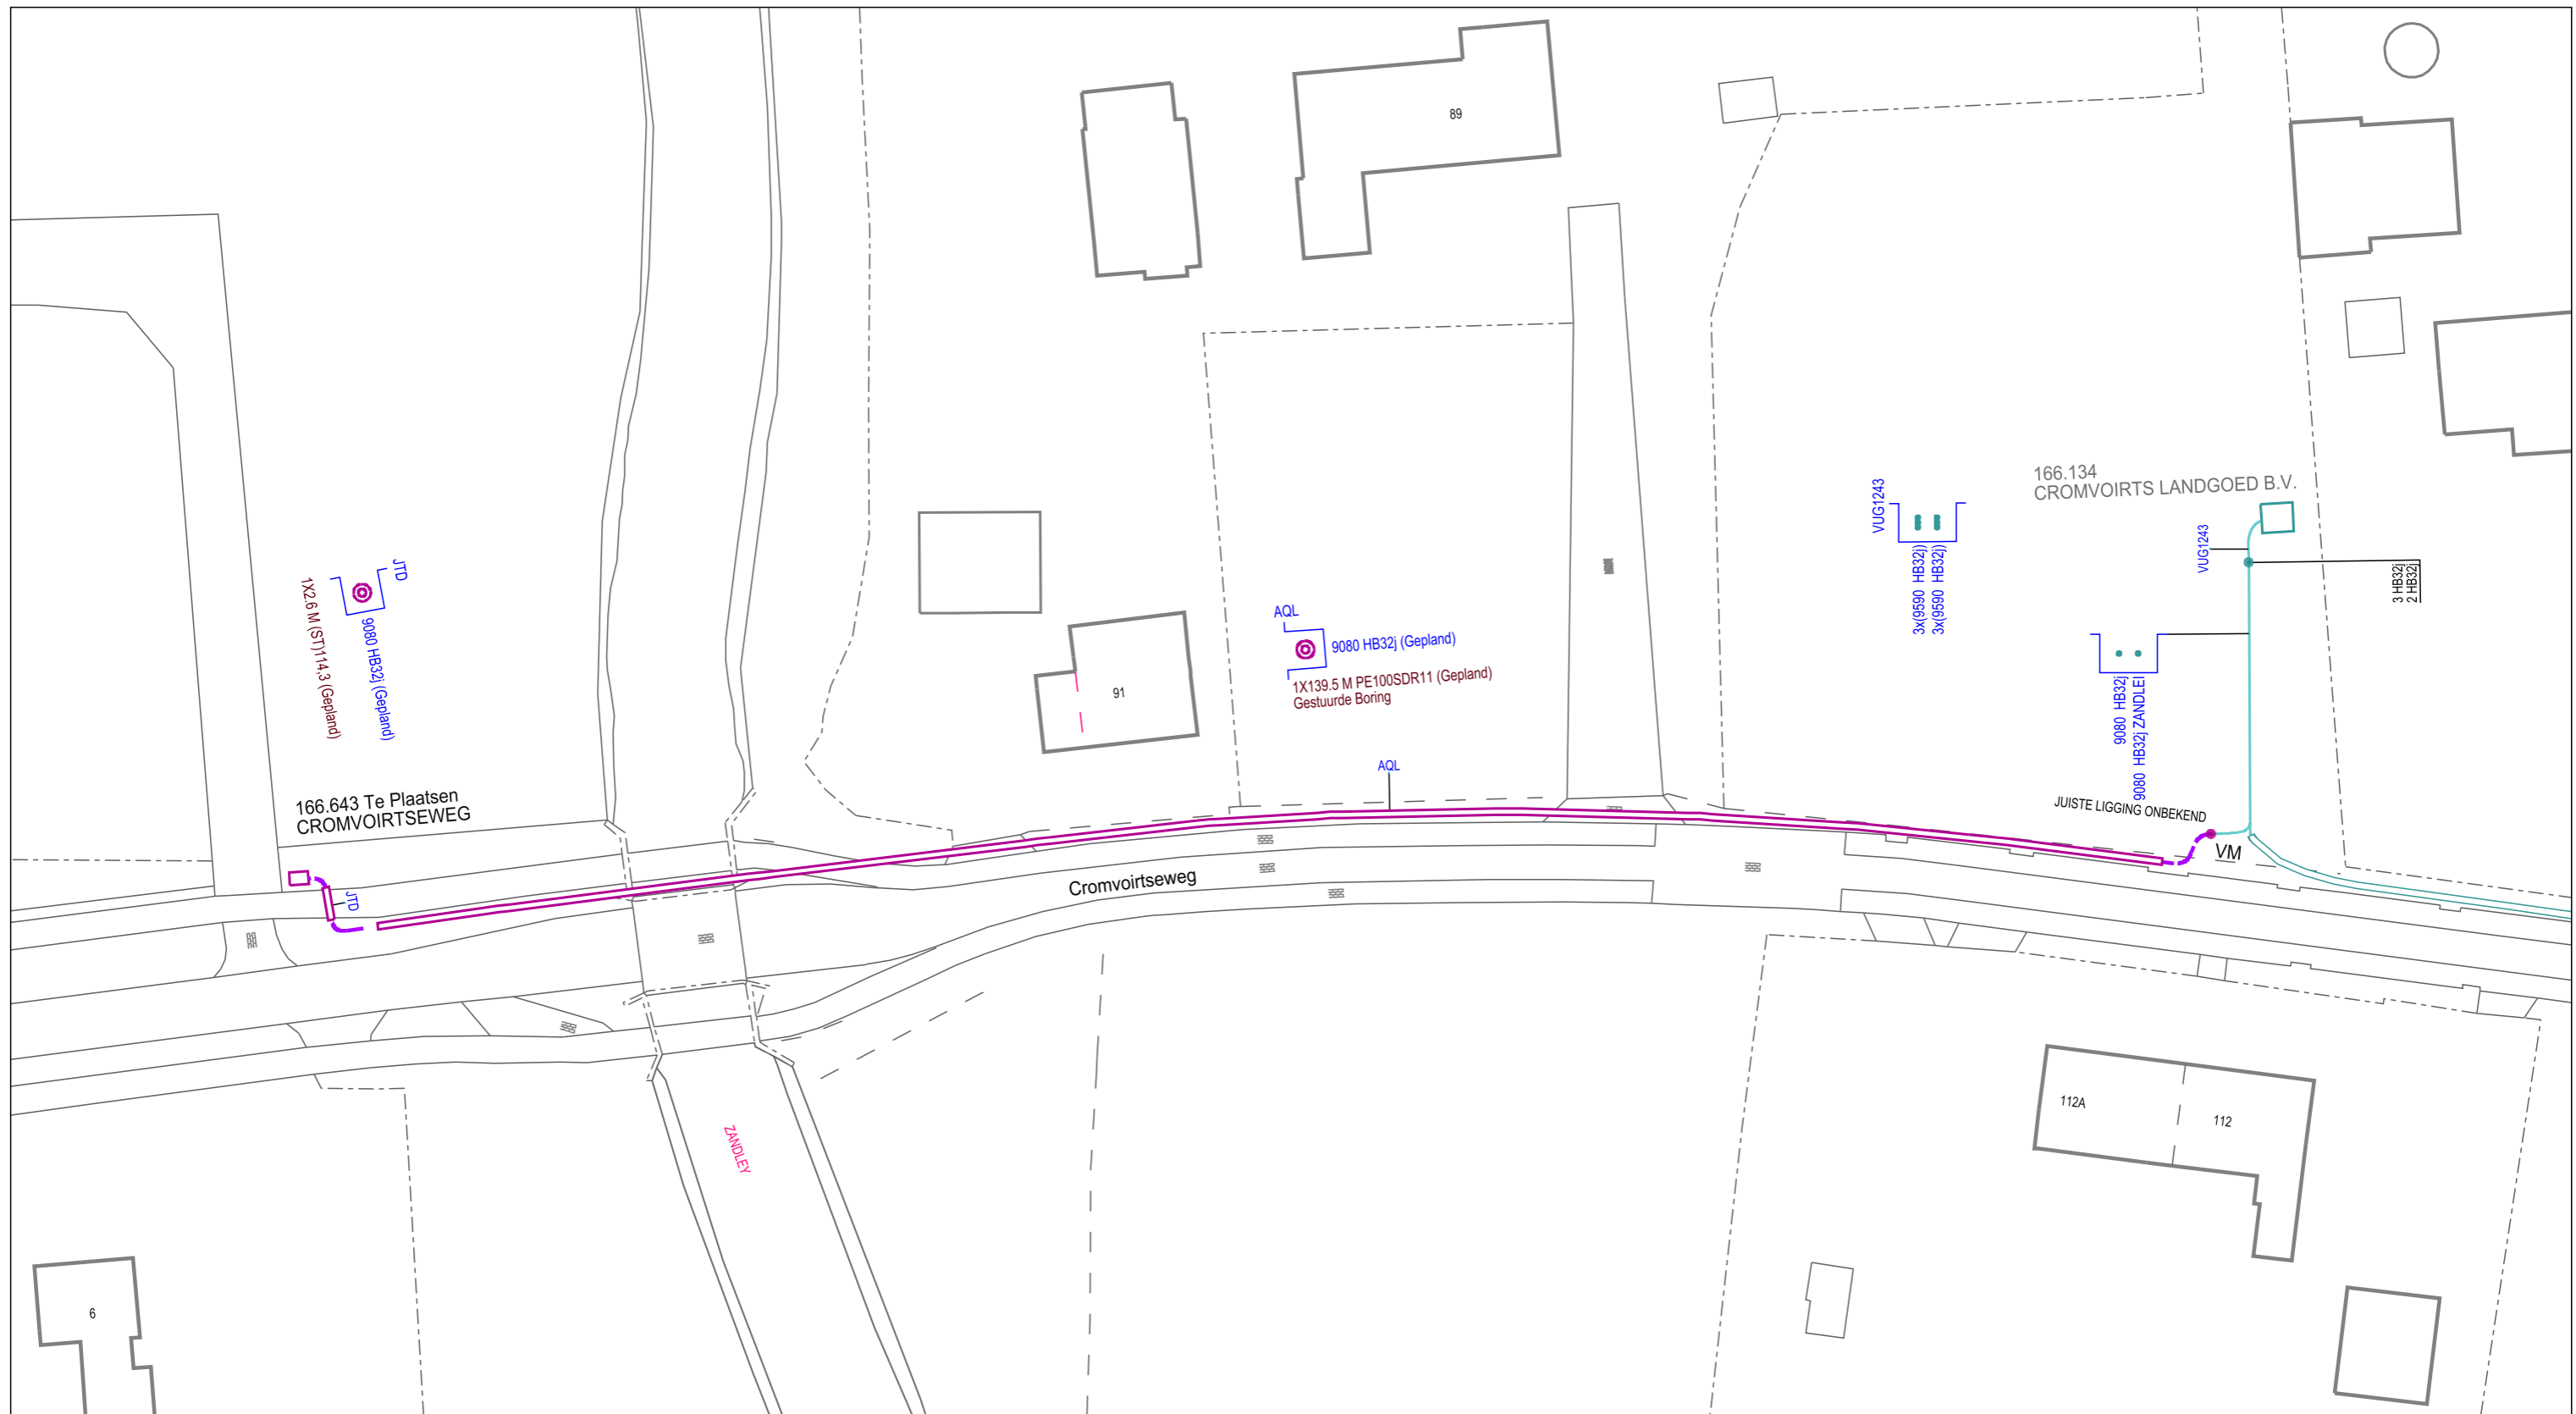 89
166.134
CROMVOIRTS LANDGOED B.V.
VUG1243
3x(9590 HB32j)
3x(9590 HB32j)
VUG1243
3 HB32j
2 HB32j
JTD
1X2.6 M (ST)114,3 (Gepland)
9080 HB32j (Gepland)
AQL
9080 HB32j (Gepland)
1X139.5 M PE100SDR11 (Gepland)
Gestuurde Boring
91
9080 HB32j
9080 HB32j ZANDLEI
AQL
166.643 Te Plaatsen
CROMVOIRTSEWEG
JUISTE LIGGING ONBEKEND
VM
JTD
Cromvoirtseweg
ZANDLEY
112A
112
6